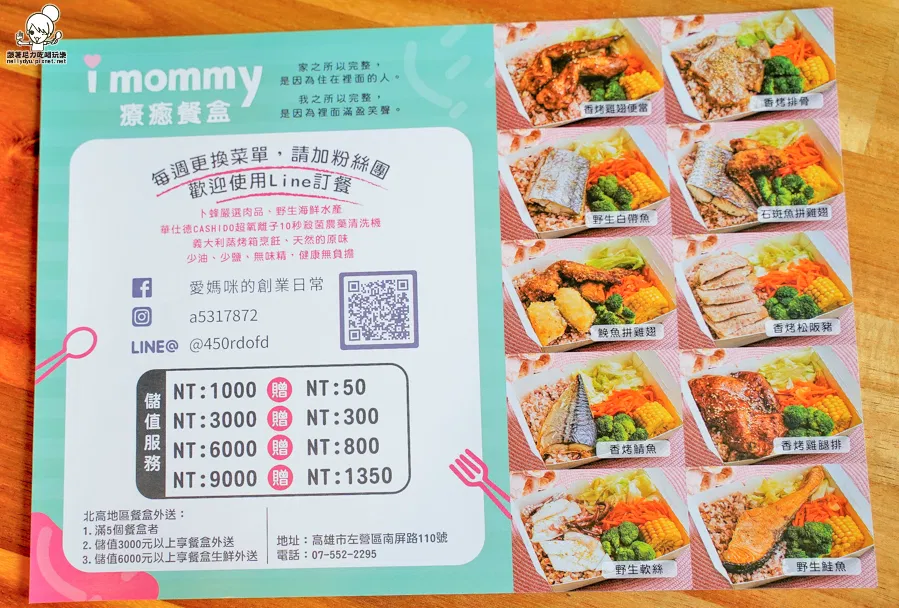 跟著尼力吃喝玩樂
nellydyu.pixnet.net
i mommy
療癒餐盒
家之所以完整，
是因為住在裡面的人。
我之所以完整，
是因為裡面滿盈笑聲。
每週更換菜單，請加粉絲團
歡迎使用Line訂餐
卜蜂嚴選肉品、野生海鮮水產
華仕德CASHIDO超氧離子10秒殺菌農藥清洗機
義大利蒸烤箱烹飪、天然的原味
少油、少鹽、無味精，健康無負擔
愛媽咪的創業日常
a5317872
LINE@ @450rdofd
儲值服務
NT:1000 贈 NT:50
NT:3000 贈 NT:300
NT:6000 贈 NT:800
NT:9000 贈 NT:1350
北高地區餐盒外送：
1. 滿5個餐盒者
2. 儲值3000元以上享餐盒外送
3. 儲值6000元以上享餐盒生鮮外送
地址：高雄市左營區南屏路110號
電話：07-552-2295
香烤雞翅便當
香烤排骨
野生白帶魚
石斑魚拼雞翅
鮸魚拼雞翅
香烤松阪豬
香烤鯖魚
香烤雞腿排
野生軟絲
野生鮭魚